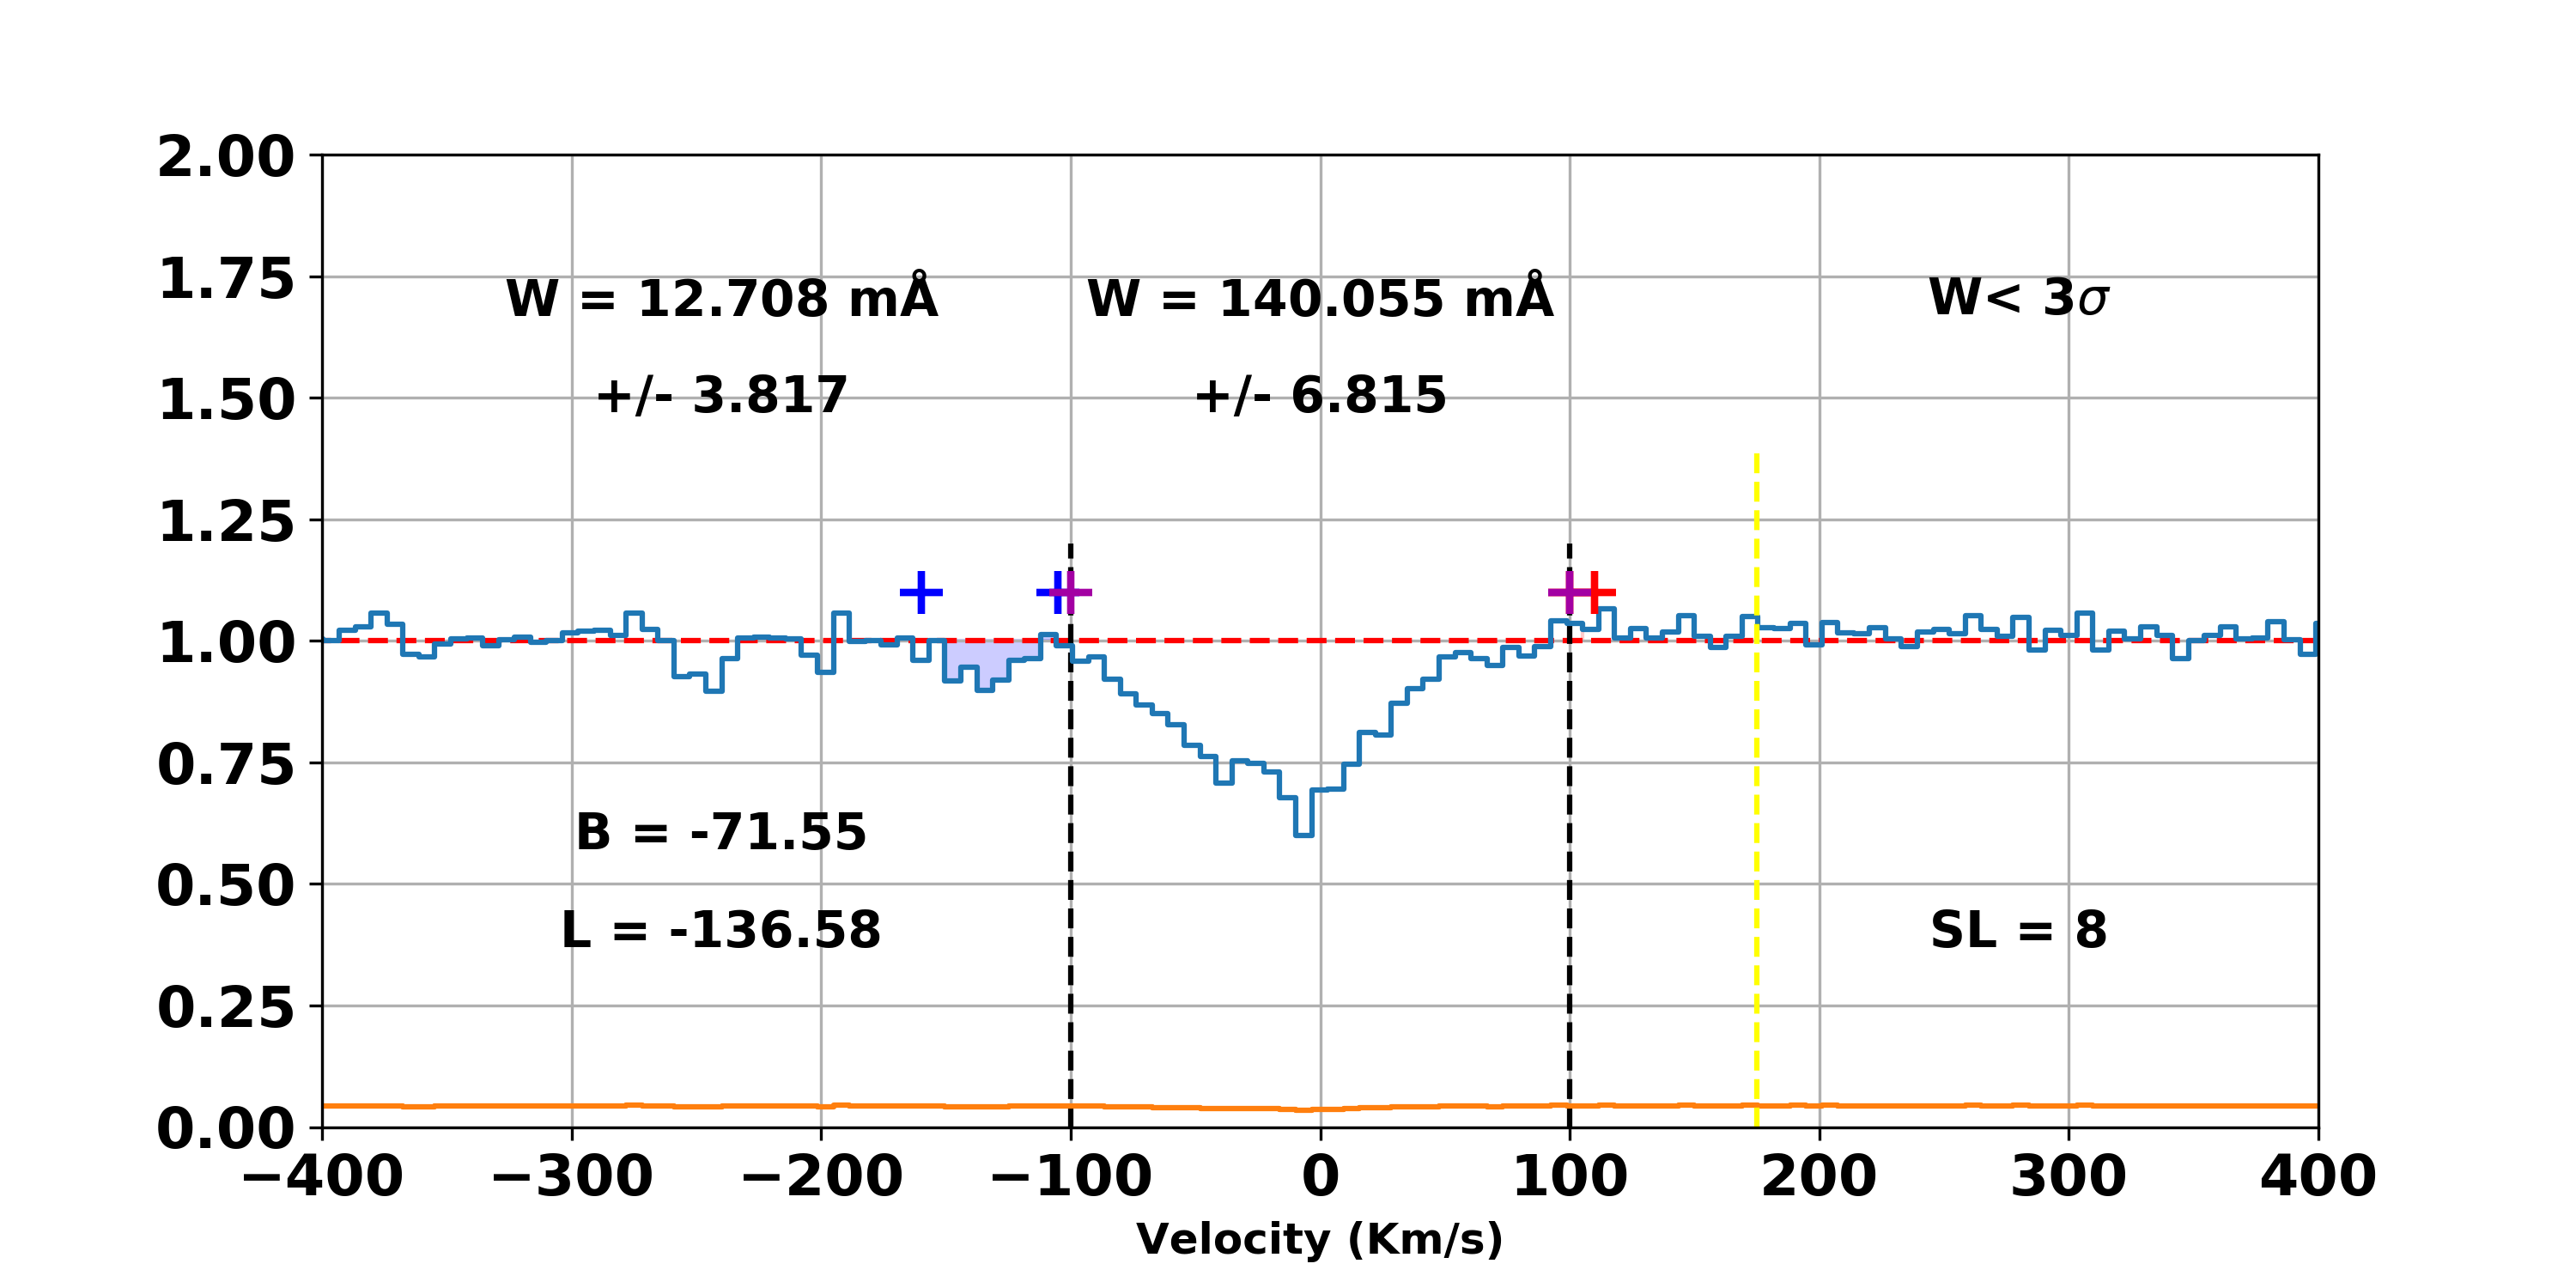 2.00
1.75
1.50
1.25
1.00
0.75
0.50
0.25
0.00
W = 12.708 mÅ
+/- 3.817
W = 140.055 mÅ
+/- 6.815
W< 3σ
B = -71.55
L = -136.58
SL = 8
−400 −300 −200 −100 0 100 200 300 400
Velocity (Km/s)